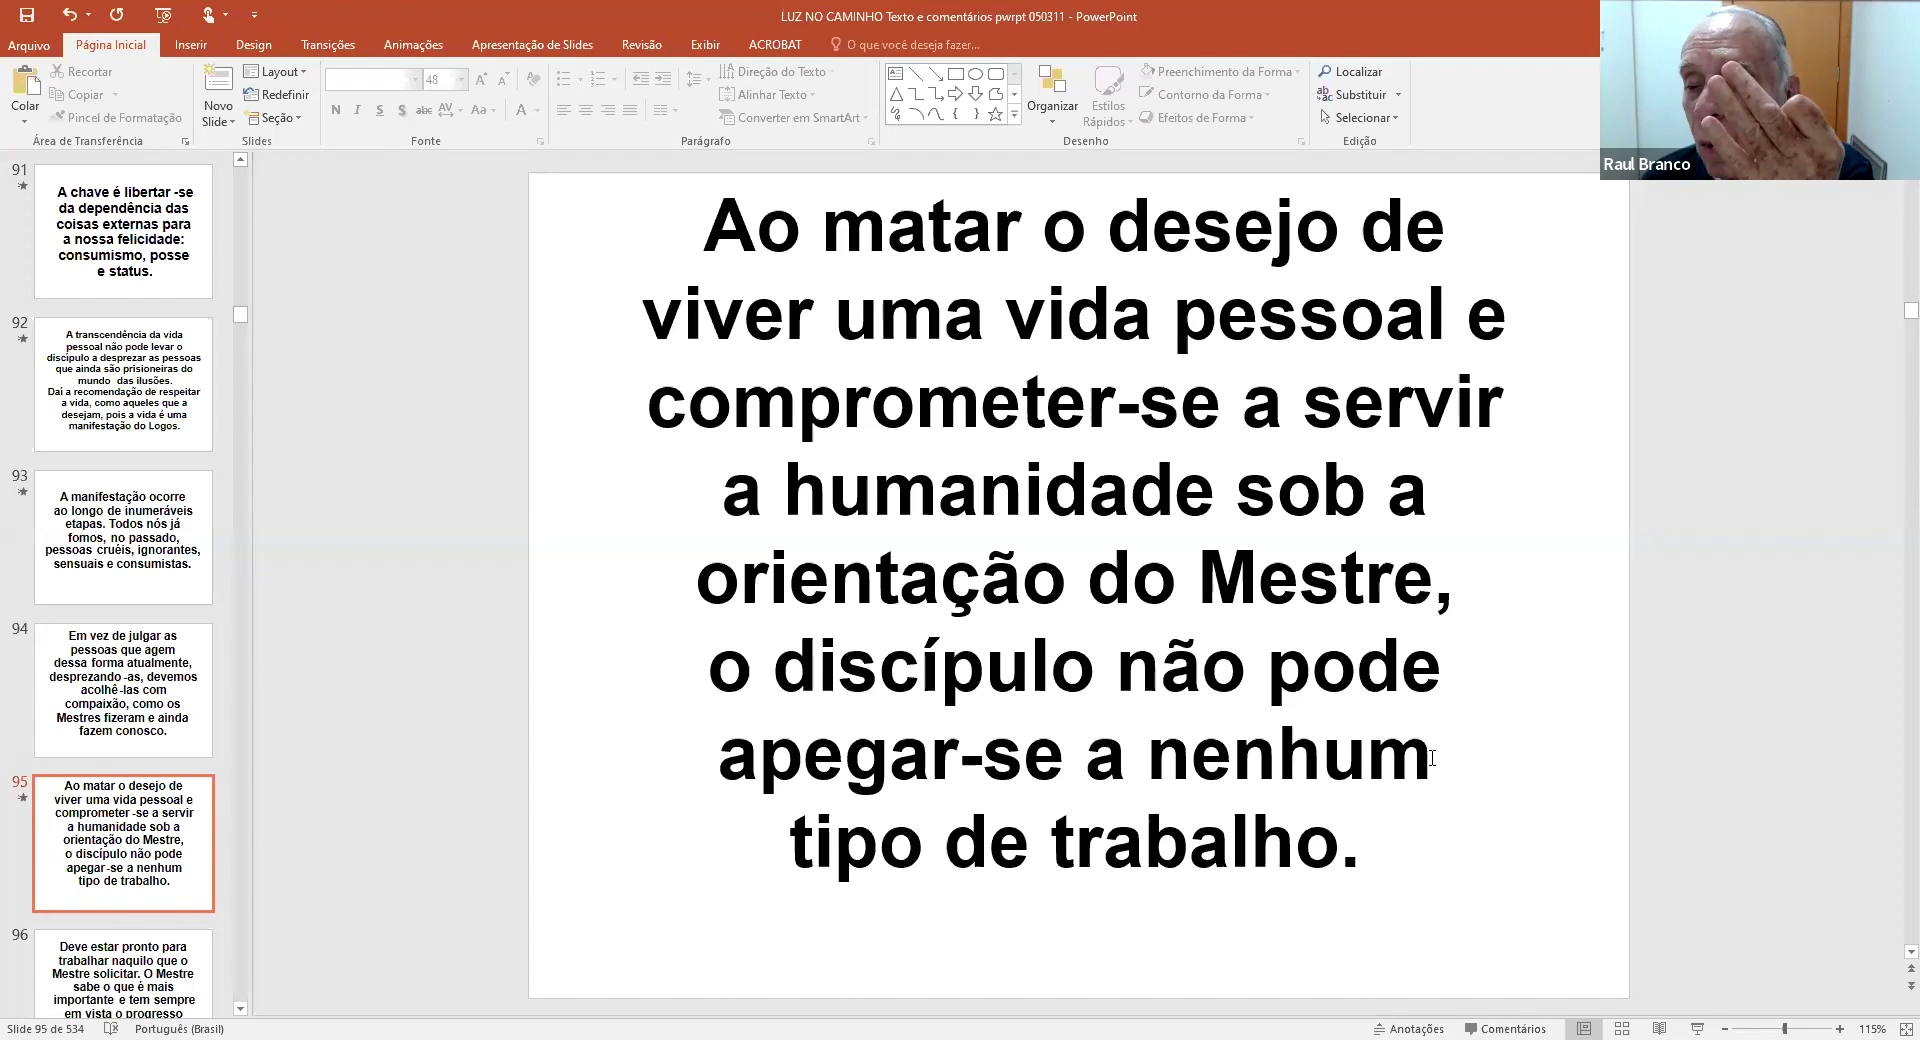 LUZ NO CAMINHO Texto e comentários pwrpt 050311 - PowerPoint
Arquivo
Página Inicial
Inserir
Design
Transições
Animações
Apresentação de Slides
Revisão
Exibir
ACROBAT
O que você deseja fazer...
Colar
Recortar
Copiar
Pincel de Formatação
Área de Transferência
Novo
Slide
Layout
Redefinir
Seção
Slides
48
N I S S abc AV Aa A
Fonte
Direção do Texto
Alinhar Texto
Converter em SmartArt
Parágrafo
Organizar
Estilos
Rápidos
Preenchimento da Forma
Contorno da Forma
Efeitos de Forma
Desenho
Localizar
Substituir
Selecionar
Edição
Raul Branco
91
A chave é libertar -se
da dependência das
coisas externas para
a nossa felicidade:
consumismo, posse
e status.
92
A transcendência da vida
pessoal não pode levar o
discípulo a desprezar as pessoas
que ainda são prisioneiras do
mundo das ilusões.
Daí a recomendação de respeitar
a vida, como aqueles que a
desejam, pois a vida é uma
manifestação do Logos.
93
A manifestação ocorre
ao longo de inumeráveis
etapas. Todos nós já
fomos, no passado,
pessoas cruéis, ignorantes,
sensuais e consumistas.
94
Em vez de julgar as
pessoas que agem
dessa forma atualmente,
desprezando -as, devemos
acolhê-las com
compaixão, como os
Mestres fizeram e ainda
fazem conosco.
95
Ao matar o desejo de
viver uma vida pessoal e
comprometer -se a servir
a humanidade sob a
orientação do Mestre,
o discípulo não pode
apegar-se a nenhum
tipo de trabalho.
96
Deve estar pronto para
trabalhar naquilo que o
Mestre solicitar. O Mestre
sabe o que é mais
importante e tem sempre
em vista o progresso
Ao matar o desejo de
viver uma vida pessoal e
comprometer-se a servir
a humanidade sob a
orientação do Mestre,
o discípulo não pode
apegar-se a nenhum
tipo de trabalho.
Slide 95 de 534
Português (Brasil)
Anotações
Comentários
115%